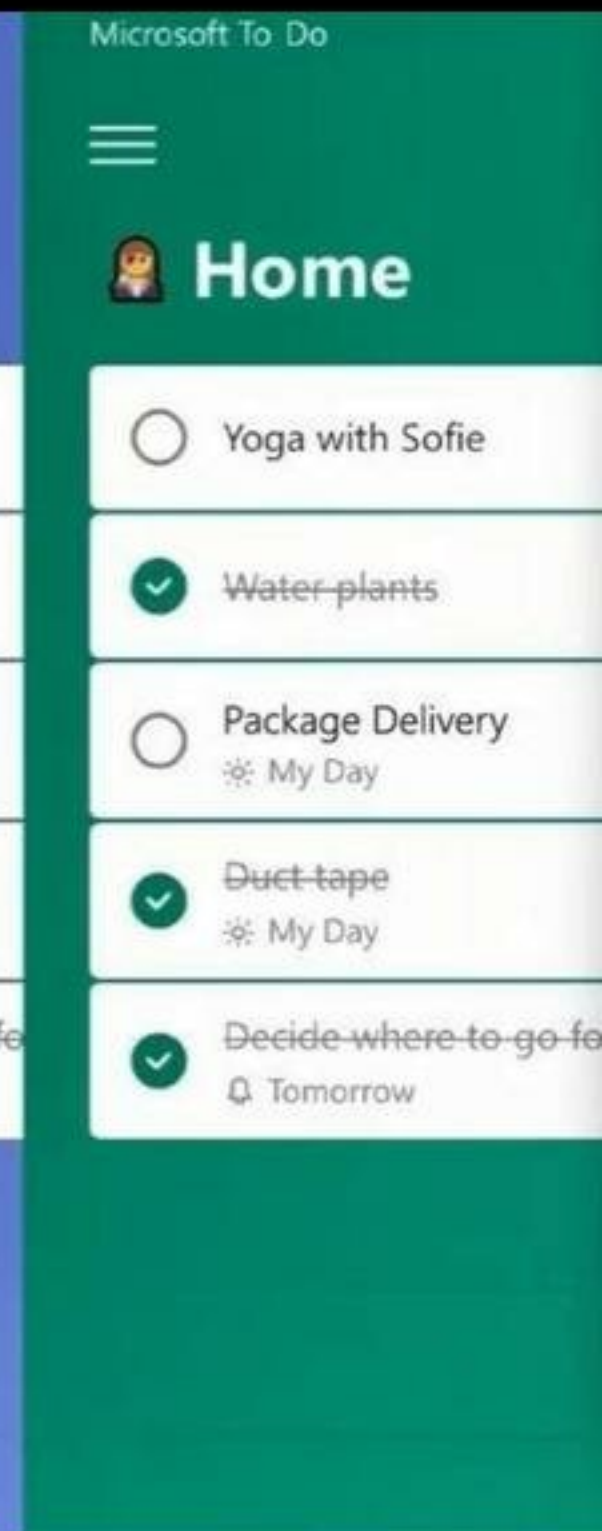 Microsoft To Do
Home
Yoga with Sofie
Water plants
Package Delivery
My Day
Duct tape
My Day
Decide where to go fo
Tomorrow
fo